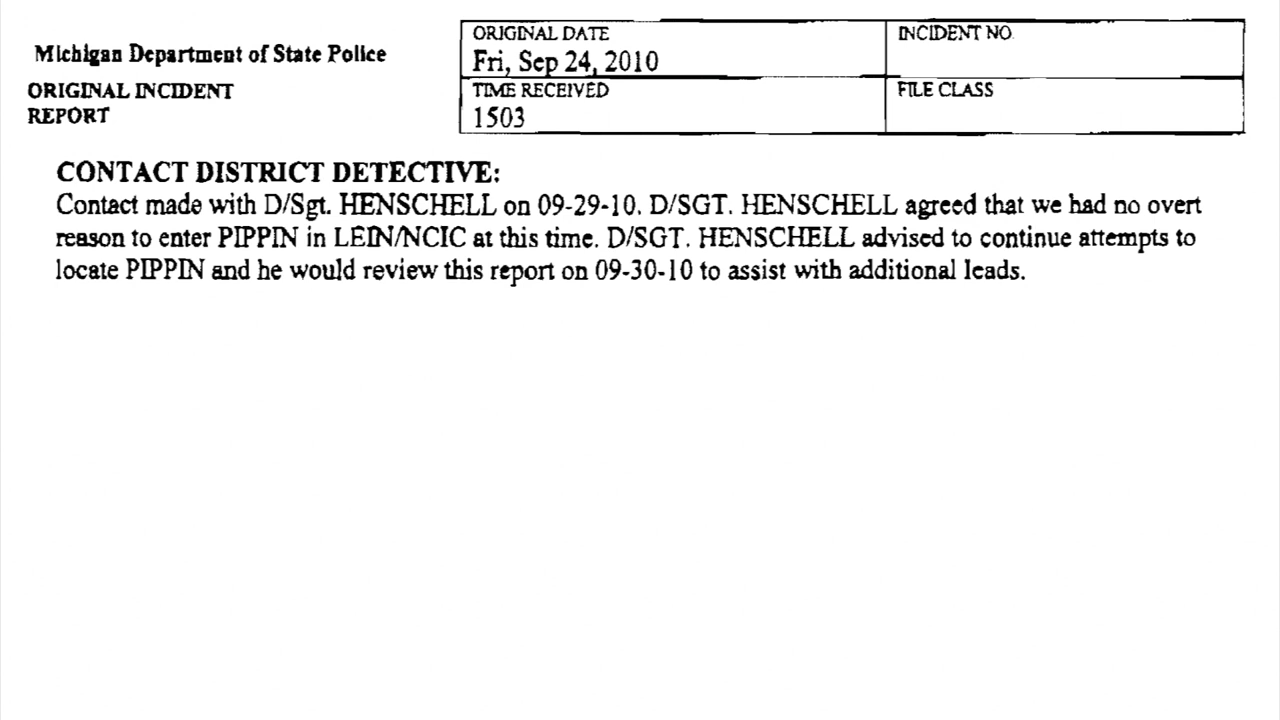 Michigan Department of State Police
ORIGINAL INCIDENT
REPORT
ORIGINAL DATE
Fri, Sep 24, 2010
INCIDENT NO.
TIME RECEIVED
1503
FILE CLASS
CONTACT DISTRICT DETECTIVE:
Contact made with D/Sgt. HENSCHELL on 09-29-10. D/SGT. HENSCHELL agreed that we had no overt
reason to enter PIPPIN in LEIN/NCIC at this time. D/SGT. HENSCHELL advised to continue attempts to
locate PIPPIN and he would review this report on 09-30-10 to assist with additional leads.